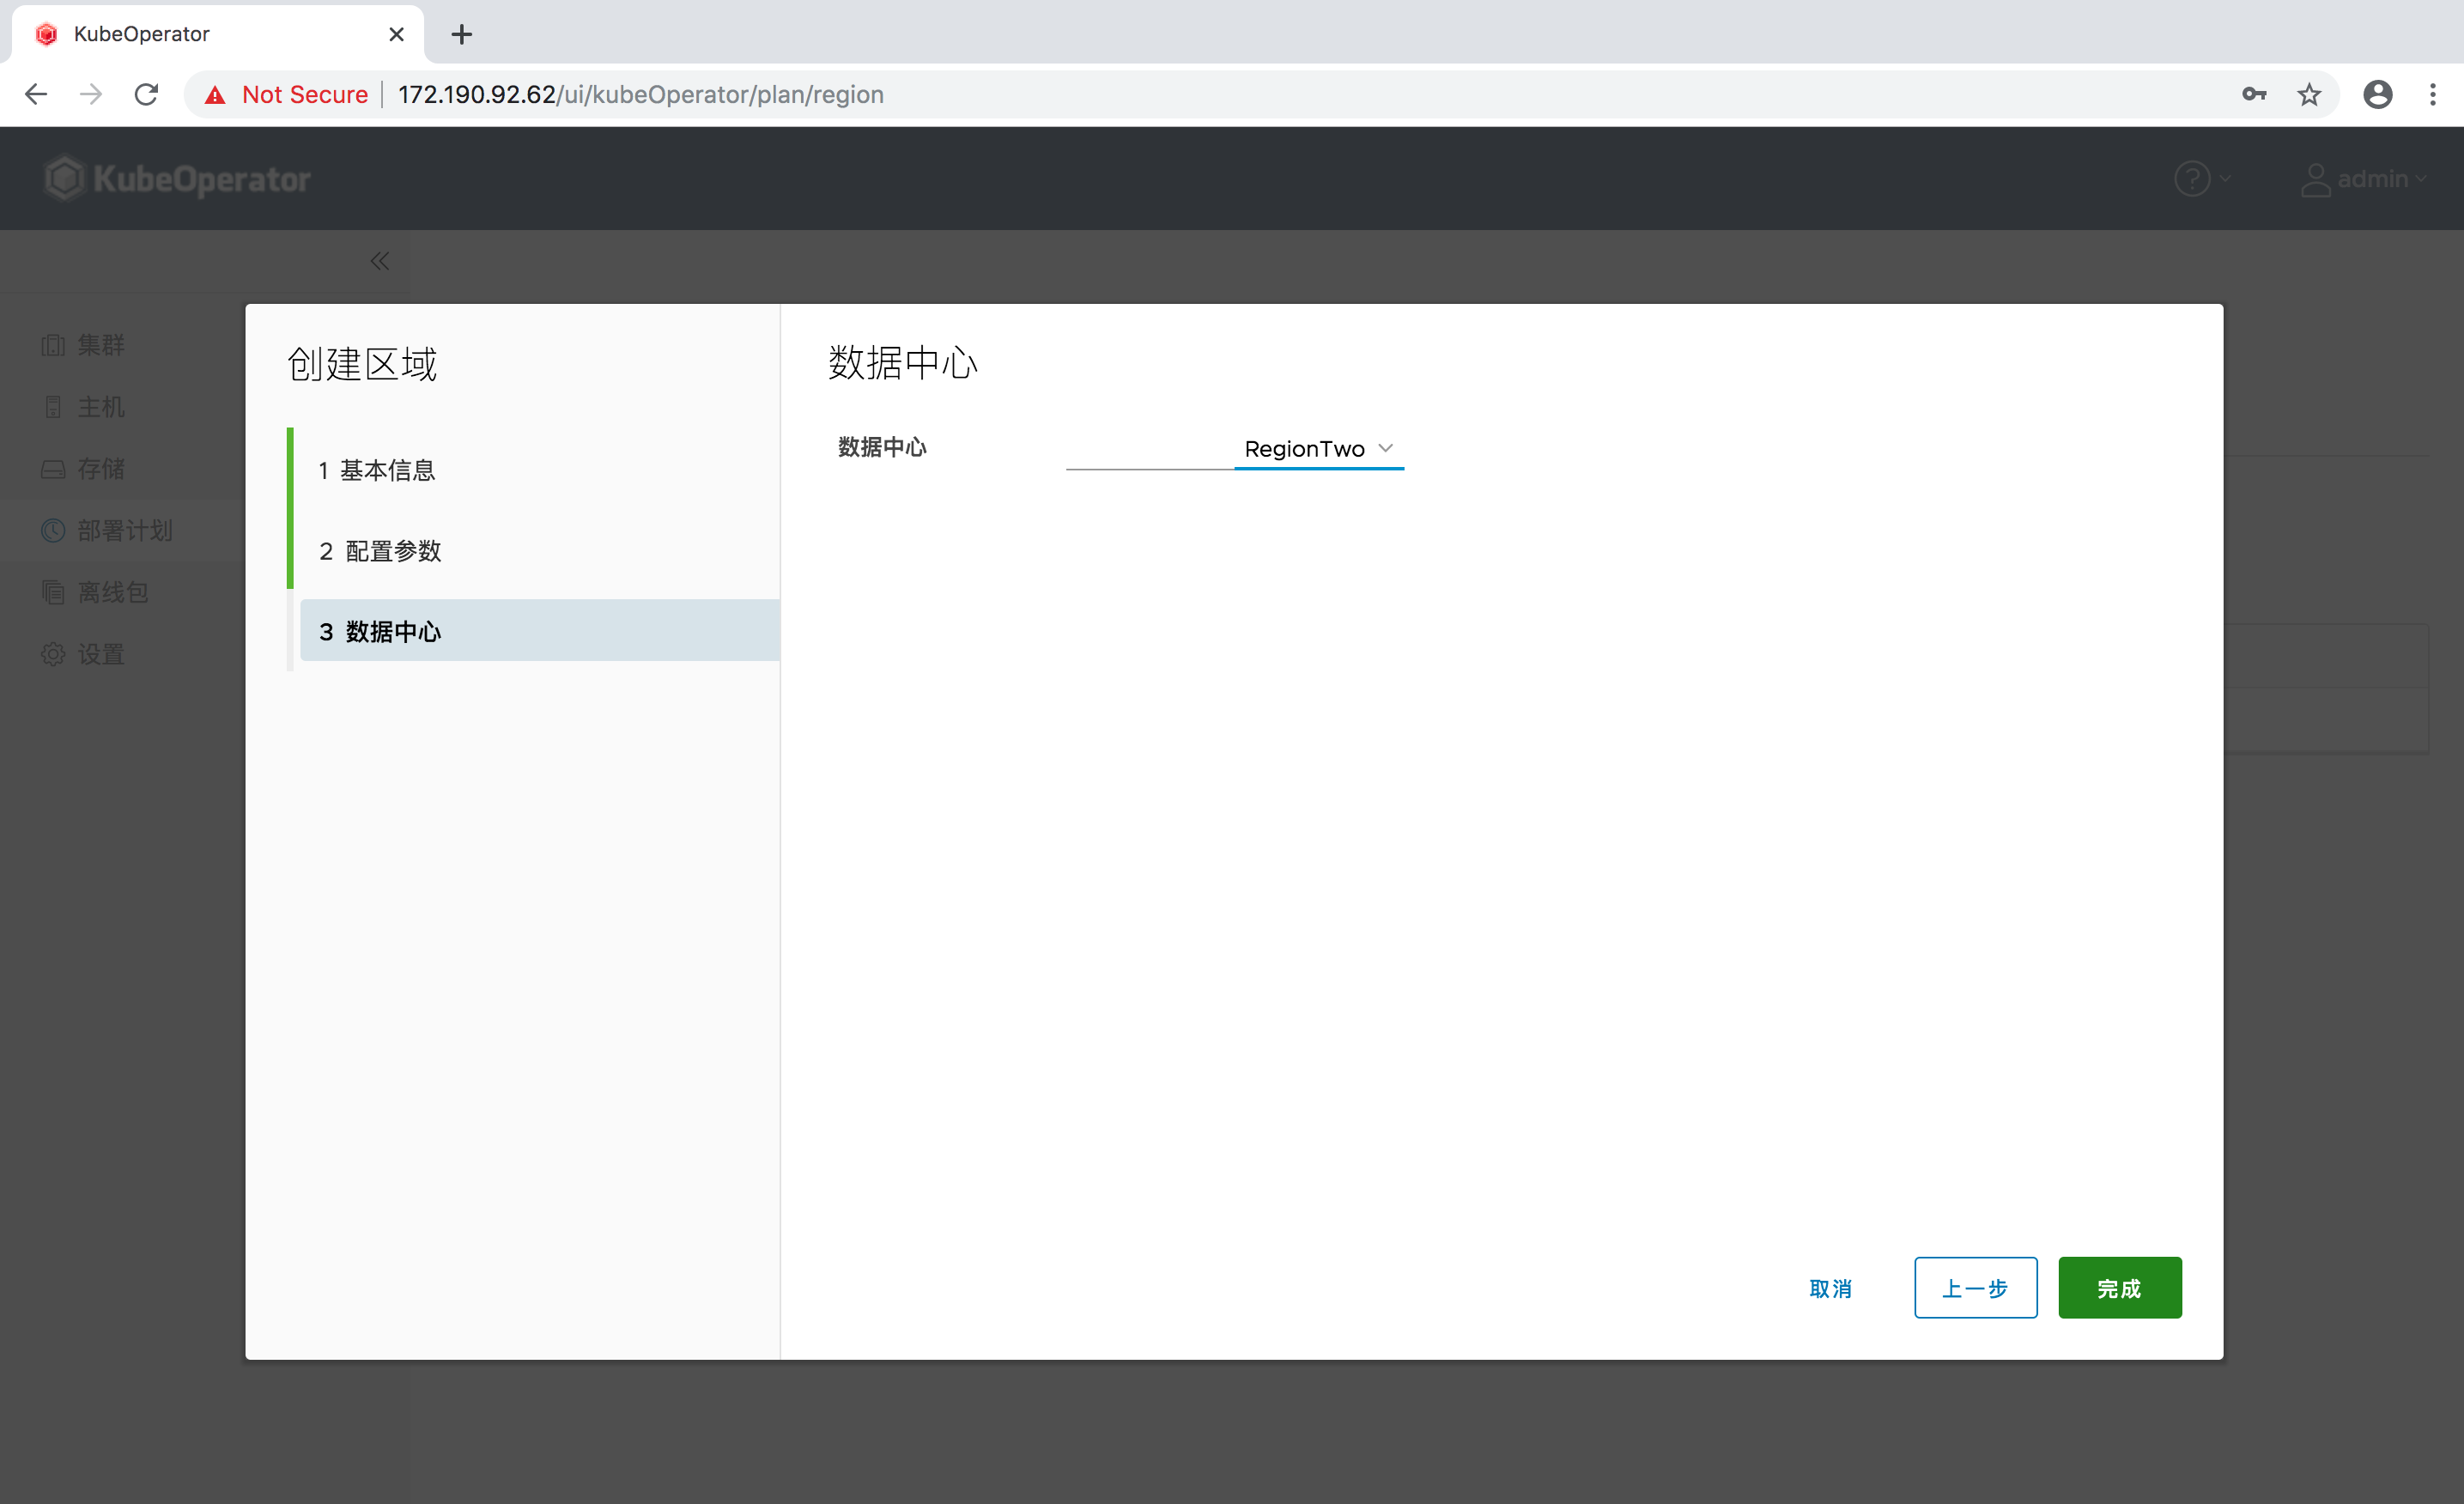 KubeOperator
Not Secure
172.190.92.62/ui/kubeOperator/plan/region
KubeOperator
admin
集群
主机
存储
部署计划
离线包
设置
创建区域
1 基本信息
2 配置参数
3 数据中心
数据中心
数据中心
RegionTwo
取消
上一步
完成